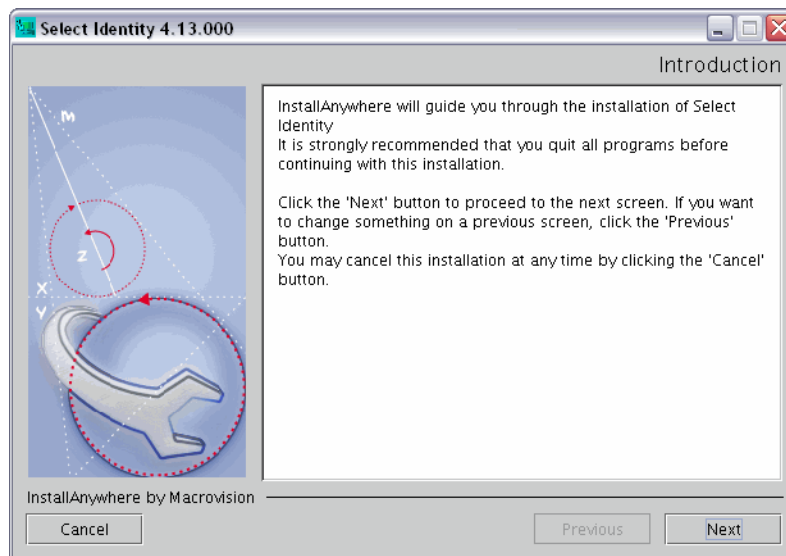 Select Identity 4.13.000
Introduction
InstallAnywhere will guide you through the installation of Select
Identity
It is strongly recommended that you quit all programs before
continuing with this installation.
Click the 'Next' button to proceed to the next screen. If you want
to change something on a previous screen, click the 'Previous'
button.
You may cancel this installation at any time by clicking the 'Cancel'
button.
M
Z
X
Y
InstallAnywhere by Macrovision
Cancel
Previous
Next